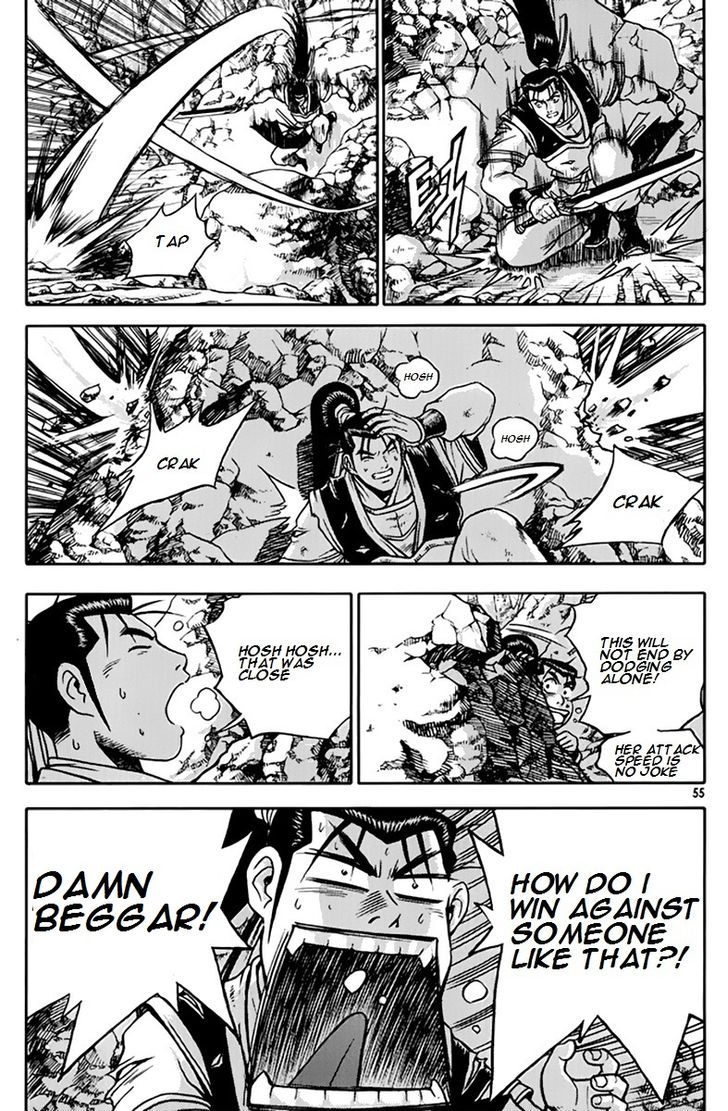 TAP
HOSH
HOSH
CRAK
CRAK
HOSH HOSH...
THAT WAS
CLOSE
THIS WILL
NOT END BY
DODGING
ALONE!
HER ATTACK
SPEED IS
NO JOKE
55
DAMN
BEGGAR!
HOW DO I
WIN AGAINST
SOMEONE
LIKE THAT?!